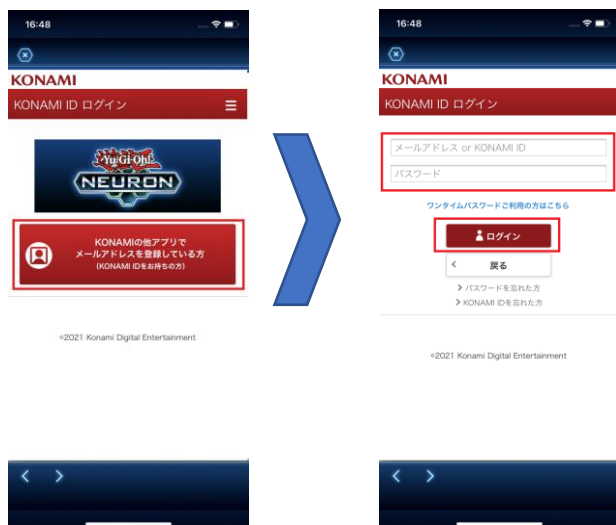 16:48
KONAMI
KONAMI ID ログイン
Yu-Gi-Oh!
NEURON
KONAMIの他アプリで
メールアドレスを登録している方
(KONAMI IDをお持ちの方)
©2021 Konami Digital Entertainment
16:48
KONAMI
KONAMI ID ログイン
メールアドレス or KONAMI ID
パスワード
ワンタイムパスワードご利用の方はこちら
ログイン
戻る
パスワードを忘れた方
KONAMI IDを忘れた方
©2021 Konami Digital Entertainment